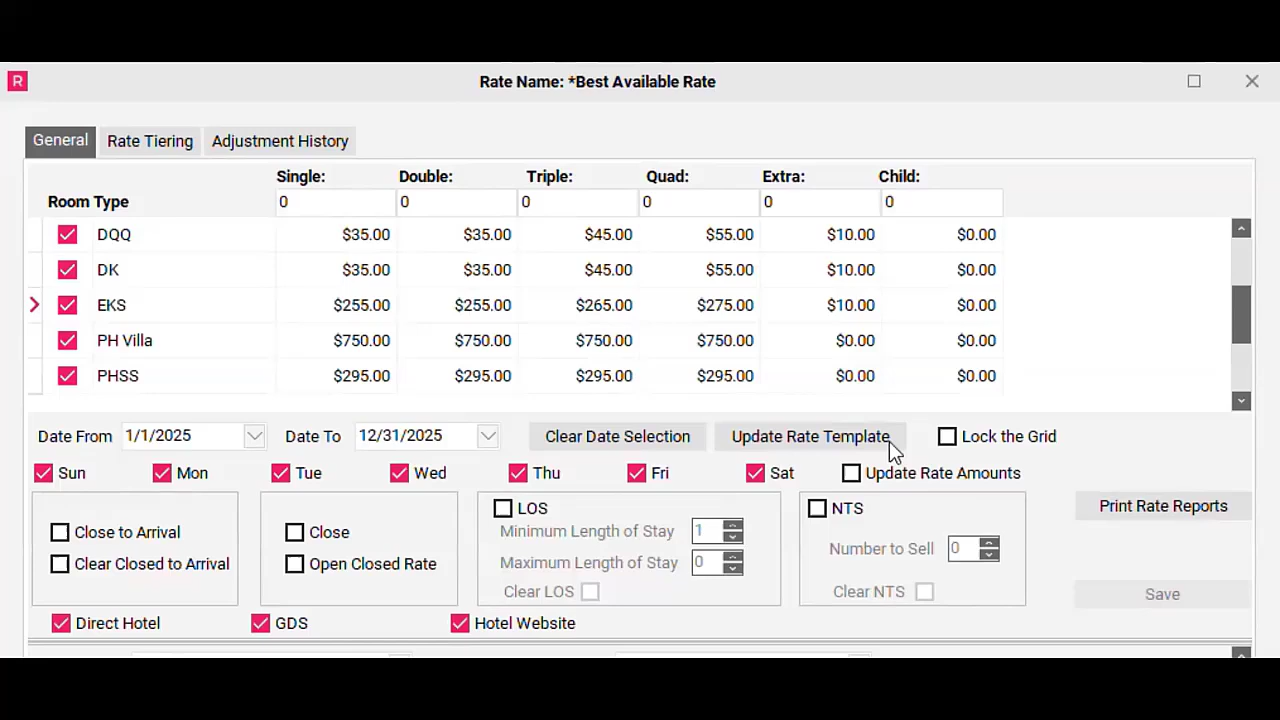 R
Rate Name: *Best Available Rate
General Rate Tiering Adjustment History
Single: Double: Triple: Quad: Extra: Child:
Room Type 0 0 0 0 0 0
DQQ $35.00 $35.00 $45.00 $55.00 $10.00 $0.00
DK $35.00 $35.00 $45.00 $55.00 $10.00 $0.00
EKS $255.00 $255.00 $265.00 $275.00 $10.00 $0.00
PH Villa $750.00 $750.00 $750.00 $750.00 $0.00 $0.00
PHSS $295.00 $295.00 $295.00 $295.00 $0.00 $0.00
Date From 1/1/2025 Date To 12/31/2025 Clear Date Selection Update Rate Template Lock the Grid
Sun Mon Tue Wed Thu Fri Sat Update Rate Amounts
LOS NTS Print Rate Reports
Close to Arrival Close Minimum Length of Stay 1
Number to Sell 0
Clear Closed to Arrival Open Closed Rate Maximum Length of Stay 0
Clear LOS Clear NTS Save
Direct Hotel GDS Hotel Website